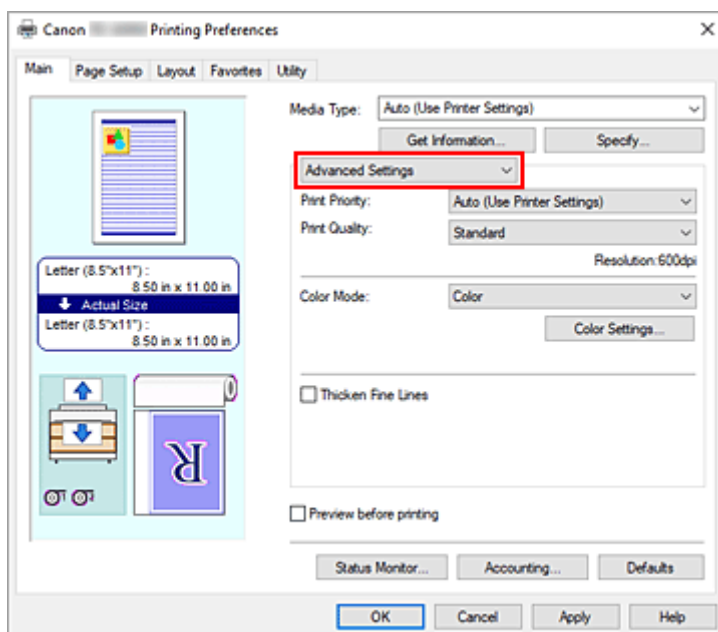 Canon Printing Preferences
Main Page Setup Layout Favorites Utility
Media Type: Auto (Use Printer Settings)
Get Information... Specify...
Advanced Settings
Print Priority: Auto (Use Printer Settings)
Print Quality: Standard
Resolution:600dpi
Color Mode: Color
Color Settings...
Thicken Fine Lines
Preview before printing
Letter (8.5"x11") :
8.50 in x 11.00 in
Actual Size
Letter (8.5"x11") :
8.50 in x 11.00 in
R
Status Monitor... Accounting... Defaults
OK Cancel Apply Help